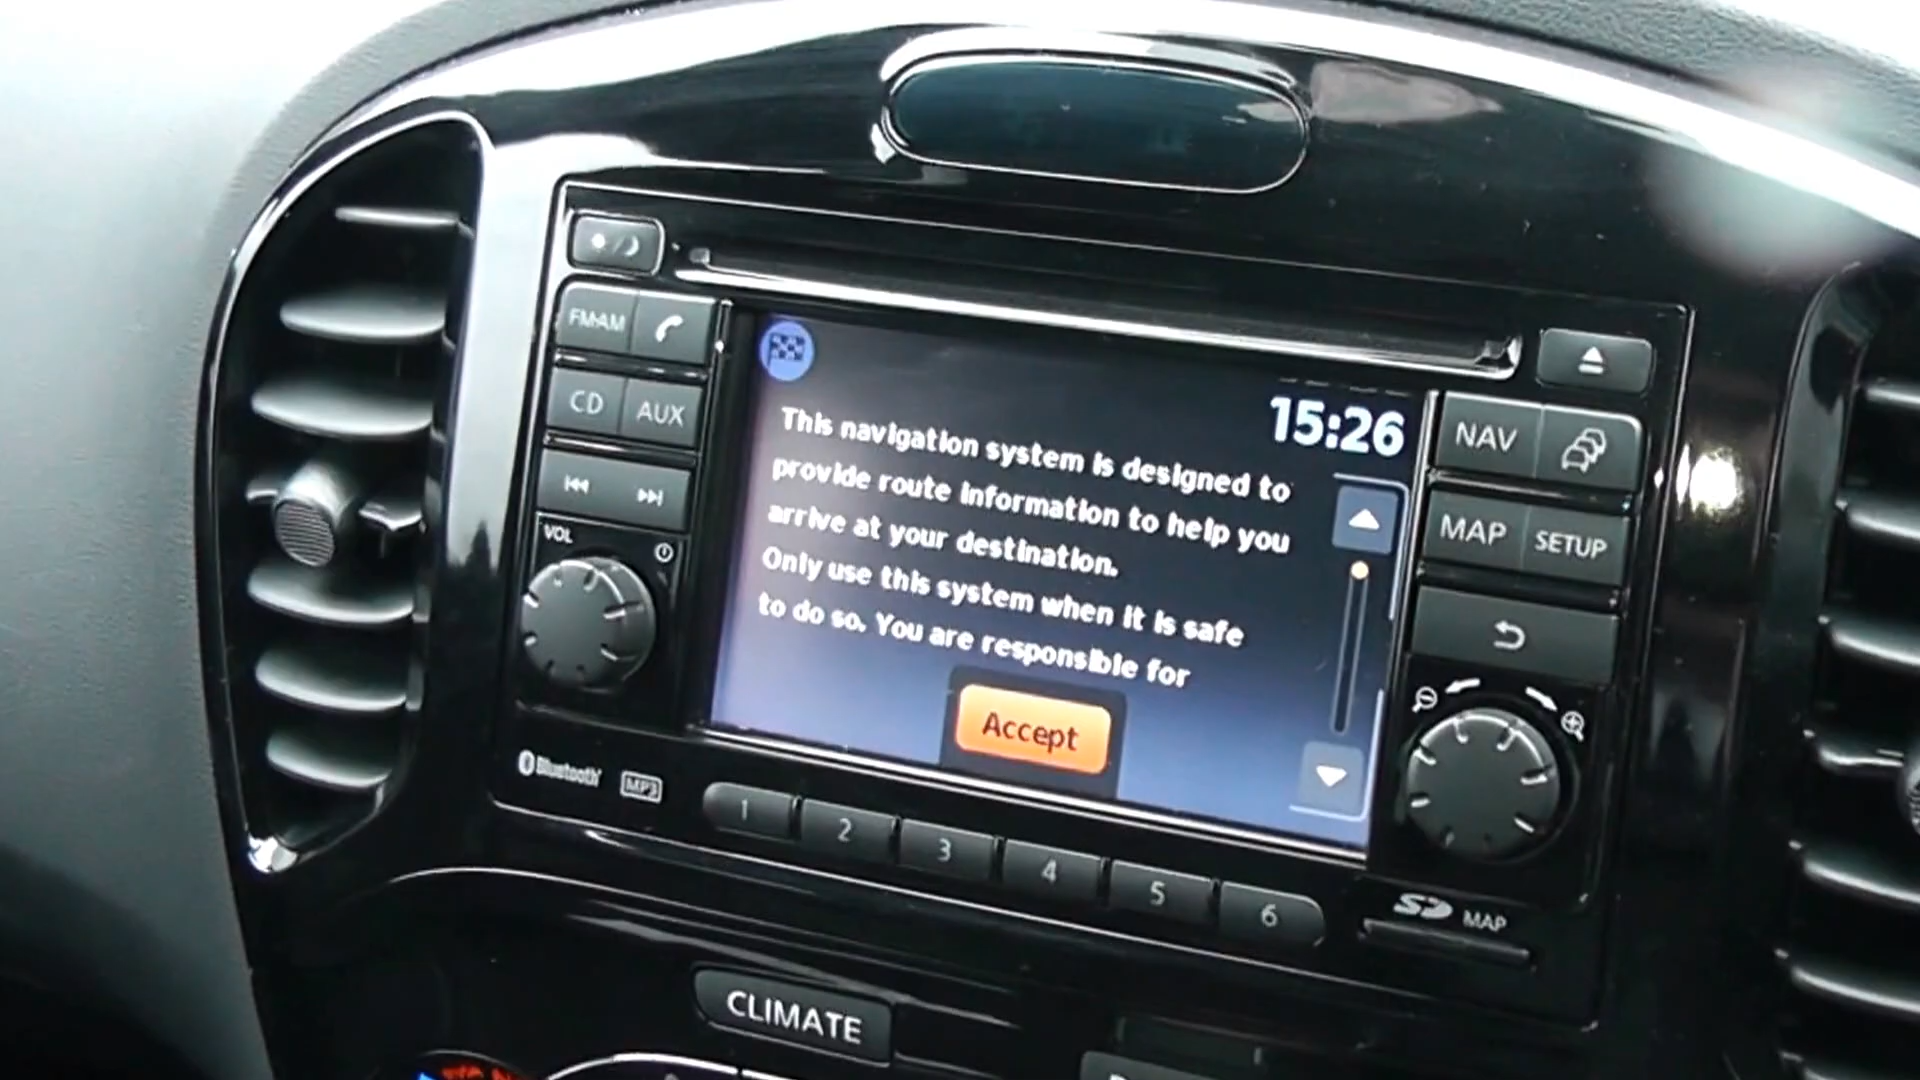 FM·AM
CD
AUX
VOL
15:26
This navigation system is designed to
provide route information to help you
arrive at your destination.
Only use this system when it is safe
to do so. You are responsible for
Accept
NAV
MAP
SETUP
Bluetooth
MP3
1
2
3
4
5
6
SD MAP
CLIMATE